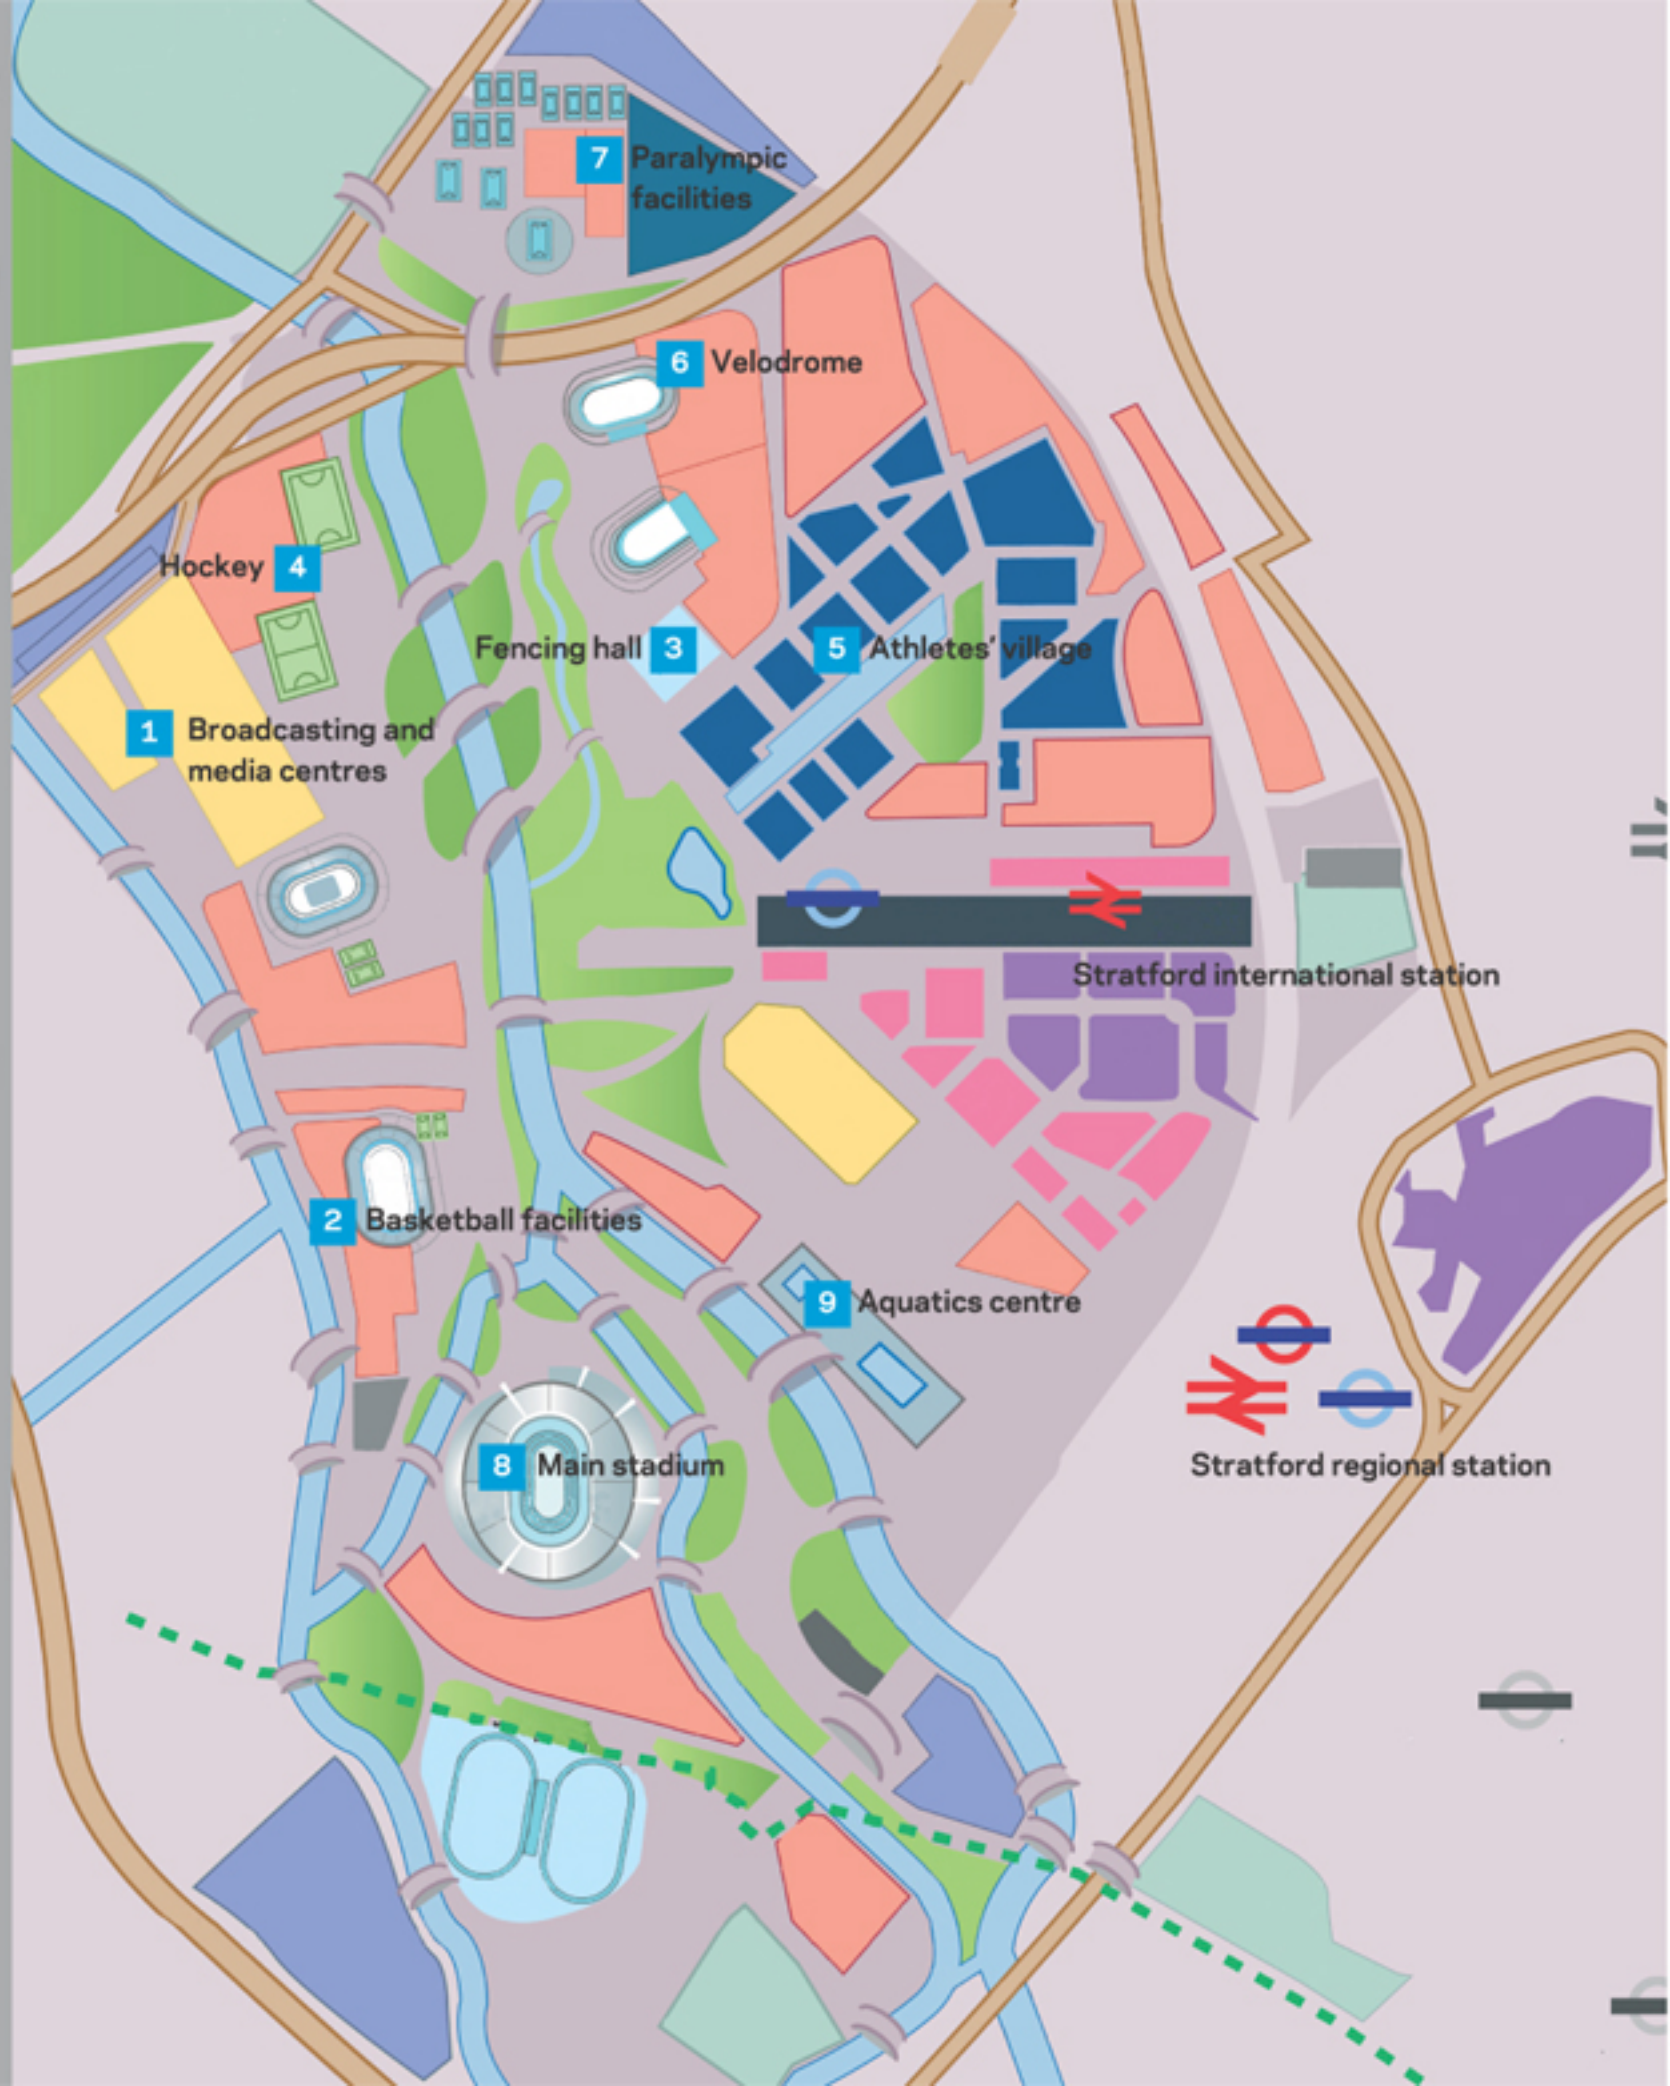 7 Paralympic
facilities
6 Velodrome
Hockey 4
Fencing hall 3
5 Athletes' village
1 Broadcasting and
media centres
Stratford international station
2 Basketball facilities
9 Aquatics centre
8 Main stadium
Stratford regional station